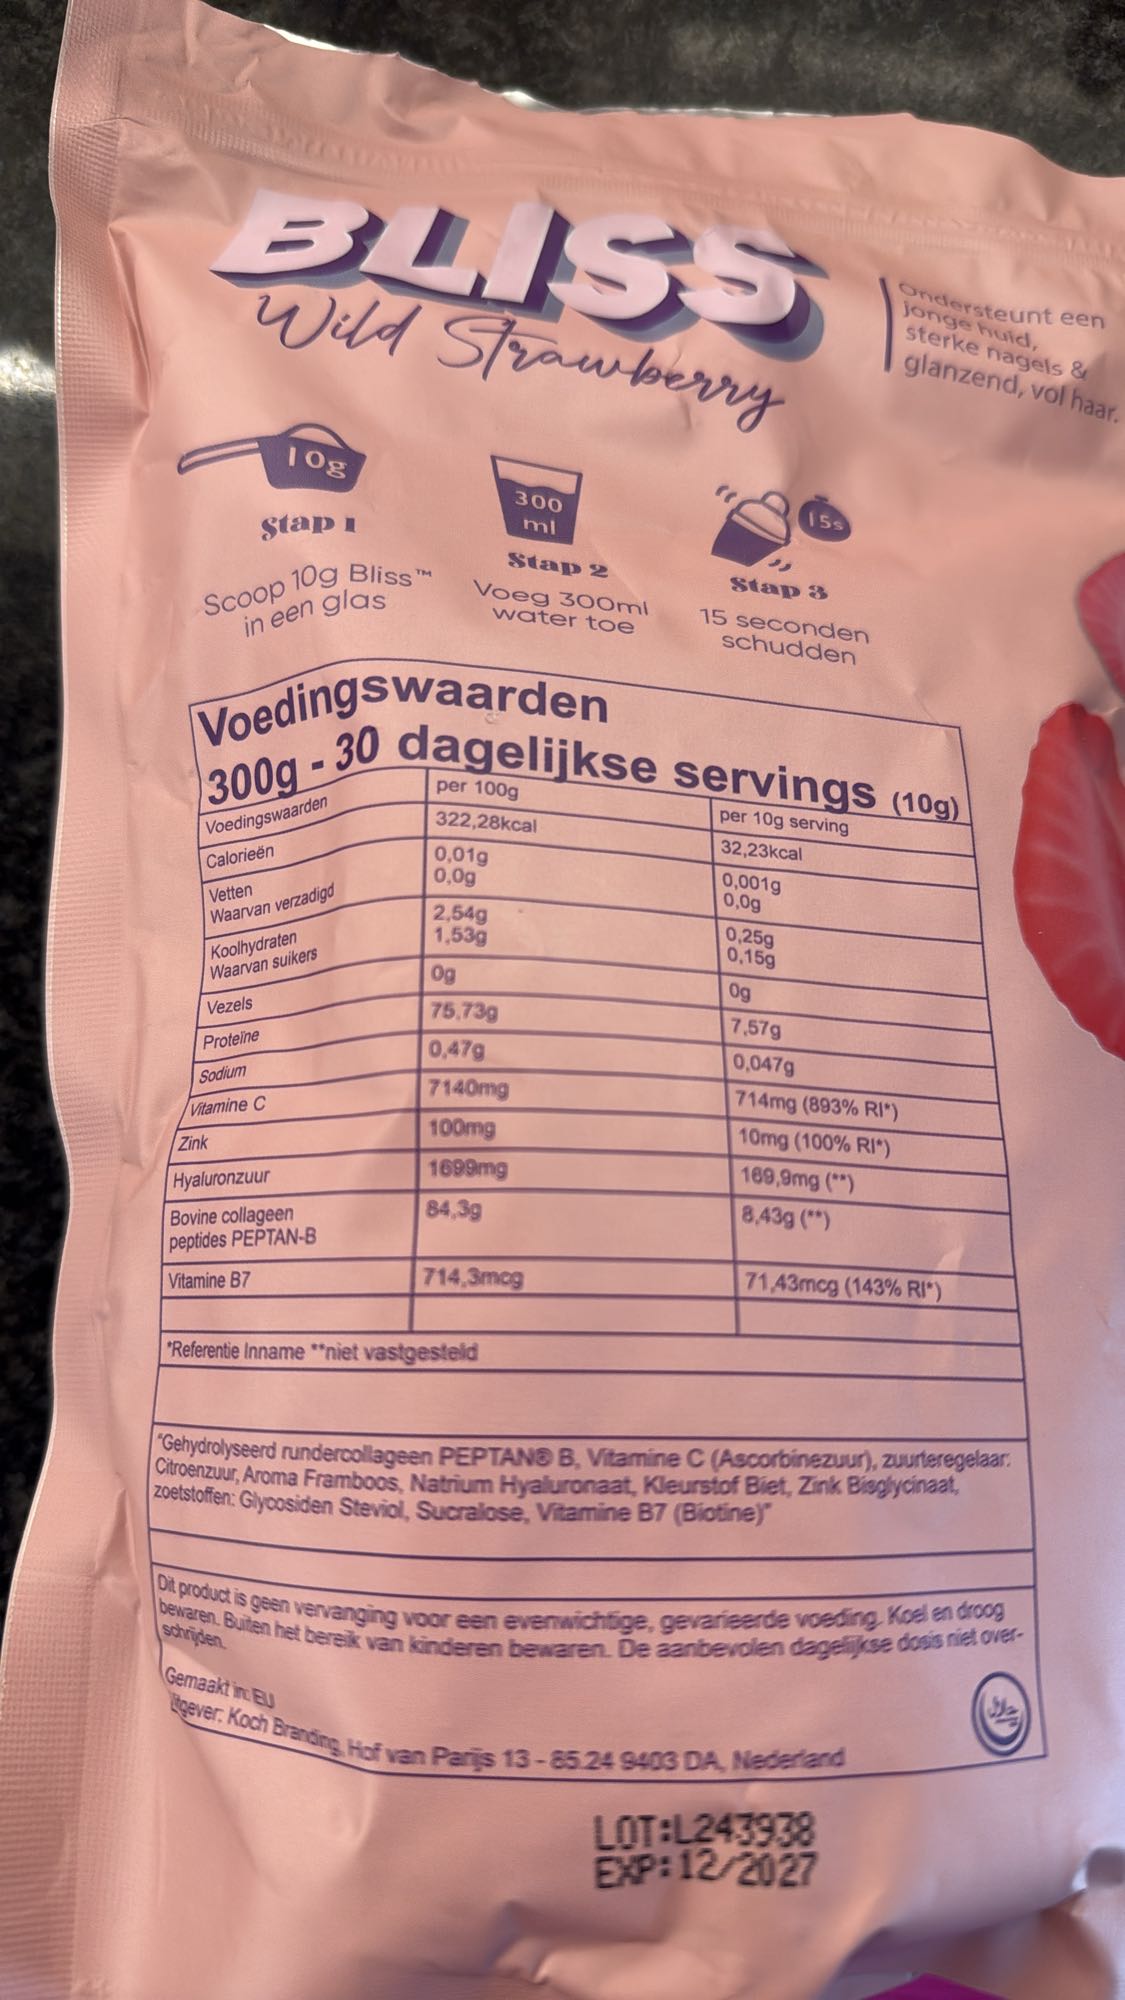 BLISS
Wild Strawberry
Ondersteunt een
jonge huid,
sterke nagels &
glanzend, vol haar.
10g
Stap 1
Scoop 10g Bliss™
in een glas
300
ml
Stap 2
Voeg 300ml
water toe
15s
Stap 3
15 seconden
schudden
Voedingswaarden
300g - 30 dagelijkse servings (10g)
Voedingswaarden per 100g per 10g serving
Calorieën 322,28kcal 32,23kcal
Vetten 0,01g 0,001g
Waarvan verzadigd 0,0g 0,0g
Koolhydraten 2,54g 0,25g
Waarvan suikers 1,53g 0,15g
Vezels 0g 0g
Proteïne 75,73g 7,57g
Sodium 0,47g 0,047g
Vitamine C 7140mg 714mg (893% RI*)
Zink 100mg 10mg (100% RI*)
Hyaluronzuur 1699mg 169,9mg (**)
Bovine collageen 84,3g 8,43g (**)
peptides PEPTAN-B
Vitamine B7 714,3mcg 71,43mcg (143% RI*)
*Referentie Inname **niet vastgesteld
"Gehydrolyseerd rundercollageen PEPTAN® B, Vitamine C (Ascorbinezuur), zuurteregelaar:
Citroenzuur, Aroma Framboos, Natrium Hyaluronaat, Kleurstof Biet, Zink Bisglycinaat,
zoetstoffen: Glycosiden Steviol, Sucralose, Vitamine B7 (Biotine)"
Dit product is geen vervanging voor een evenwichtige, gevarieerde voeding. Koel en droog
bewaren. Buiten het bereik van kinderen bewaren. De aanbevolen dagelijkse dosis niet over-
schrijden.
Gemaakt in: EU
Uitgever: Koch Branding, Hof van Parijs 13 - 85.24 9403 DA, Nederland
حلال
LOT:L243938
EXP:12/2027